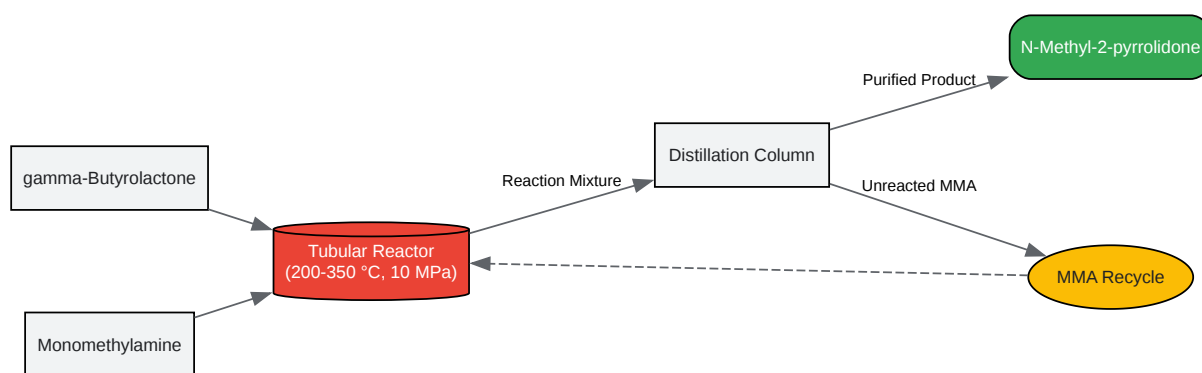 N-Methyl-2-pyrrolidone
Purified Product
Distillation Column
gamma-Butyrolactone
Reaction Mixture
Unreacted MMA
Tubular Reactor
(200-350 °C, 10 MPa)
MMA Recycle
Monomethylamine